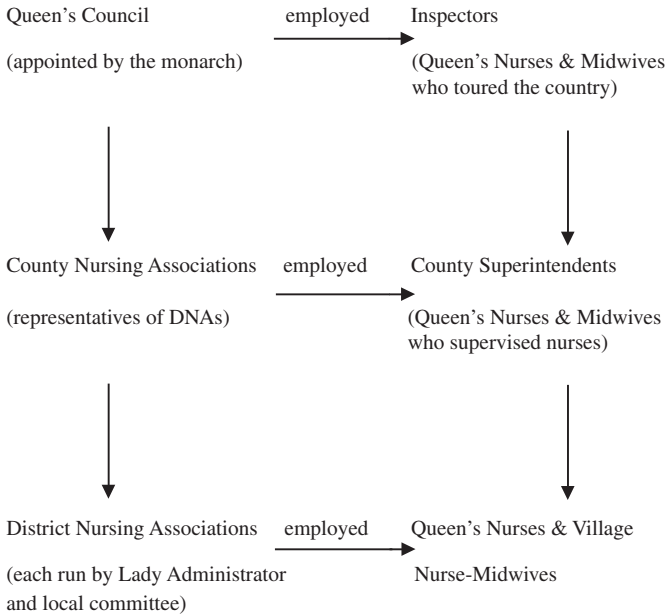 Queen’s Council employed Inspectors
(appointed by the monarch) (Queen’s Nurses & Midwives
who toured the country)
County Nursing Associations employed County Superintendents
(representatives of DNAs) (Queen’s Nurses & Midwives
who supervised nurses)
District Nursing Associations employed Queen’s Nurses & Village
(each run by Lady Administrator Nurse-Midwives
and local committee)